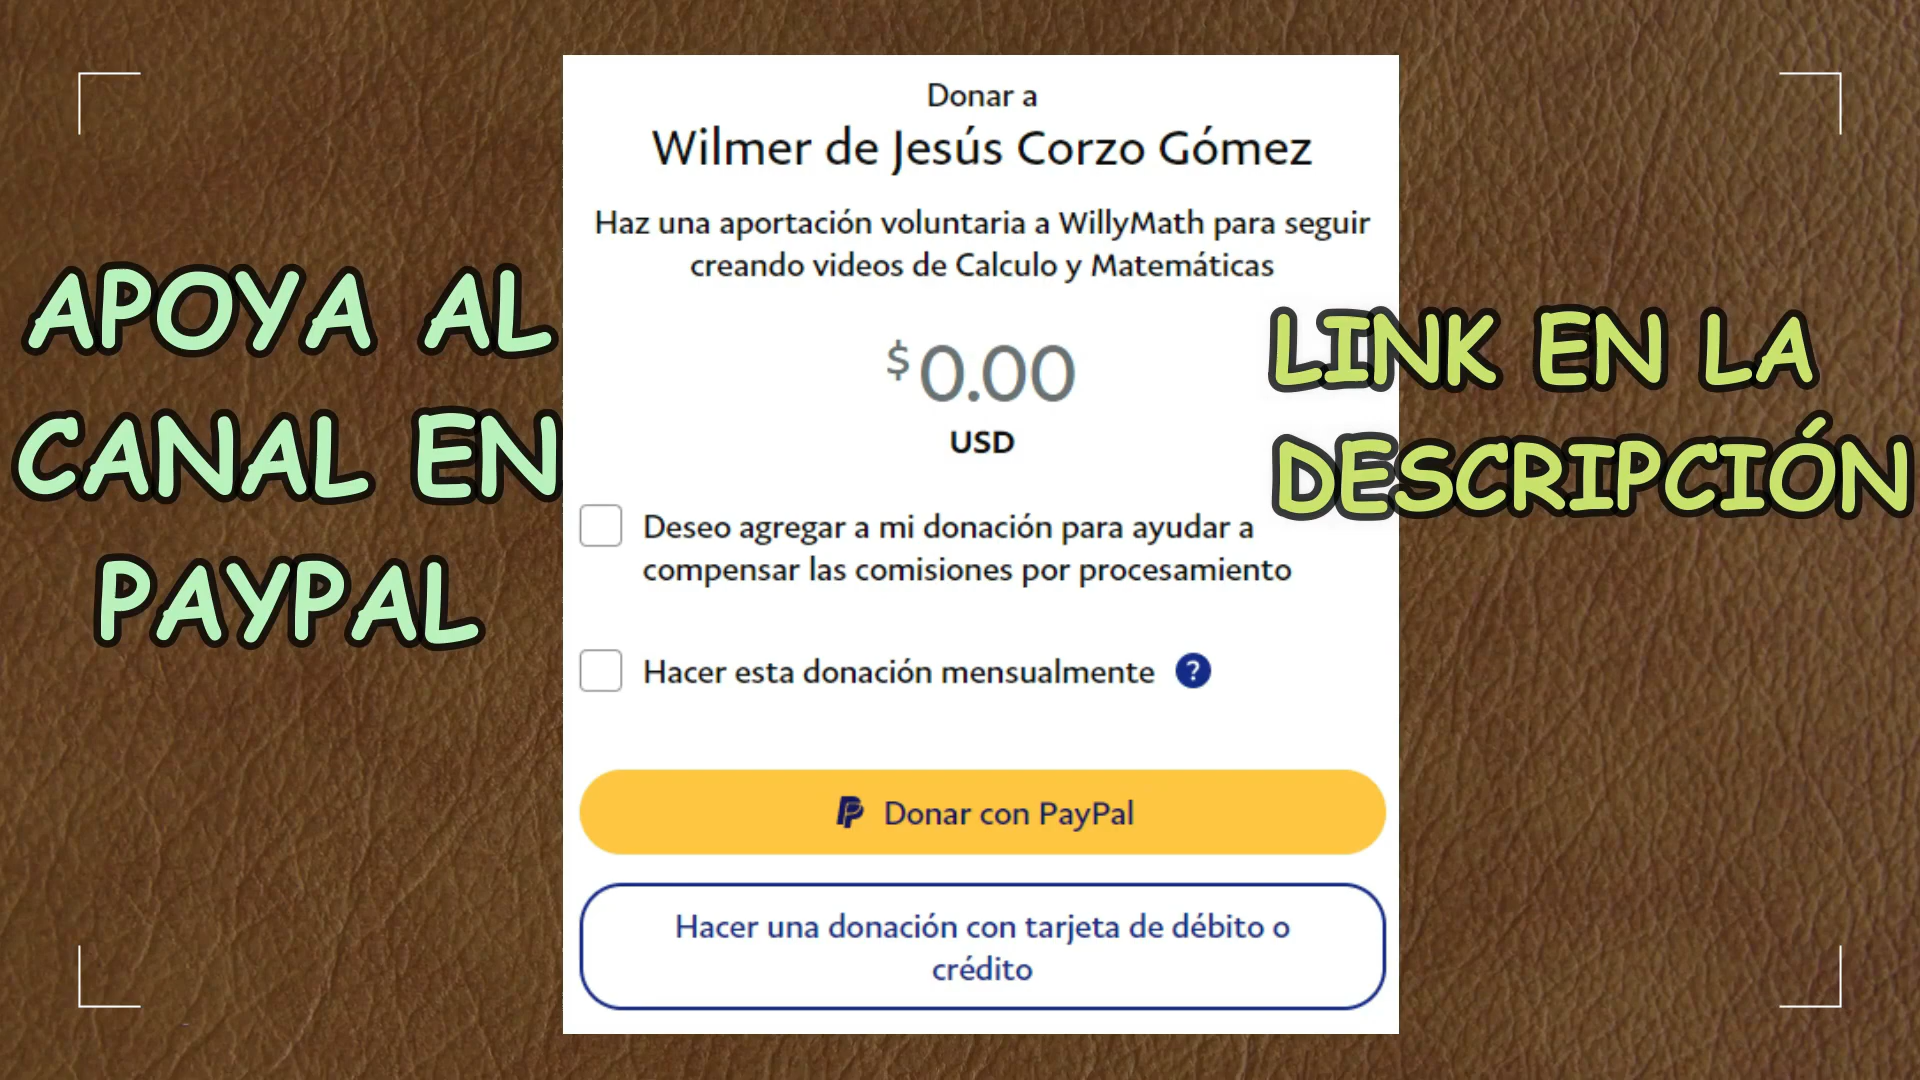 APOYA AL
CANAL EN
PAYPAL
Donar a
Wilmer de Jesús Corzo Gómez
Haz una aportación voluntaria a WillyMath para seguir
creando videos de Calculo y Matemáticas
$0.00
USD
Deseo agregar a mi donación para ayudar a
compensar las comisiones por procesamiento
Hacer esta donación mensualmente ?
Donar con PayPal
Hacer una donación con tarjeta de débito o
crédito
LINK EN LA
DESCRIPCIÓN